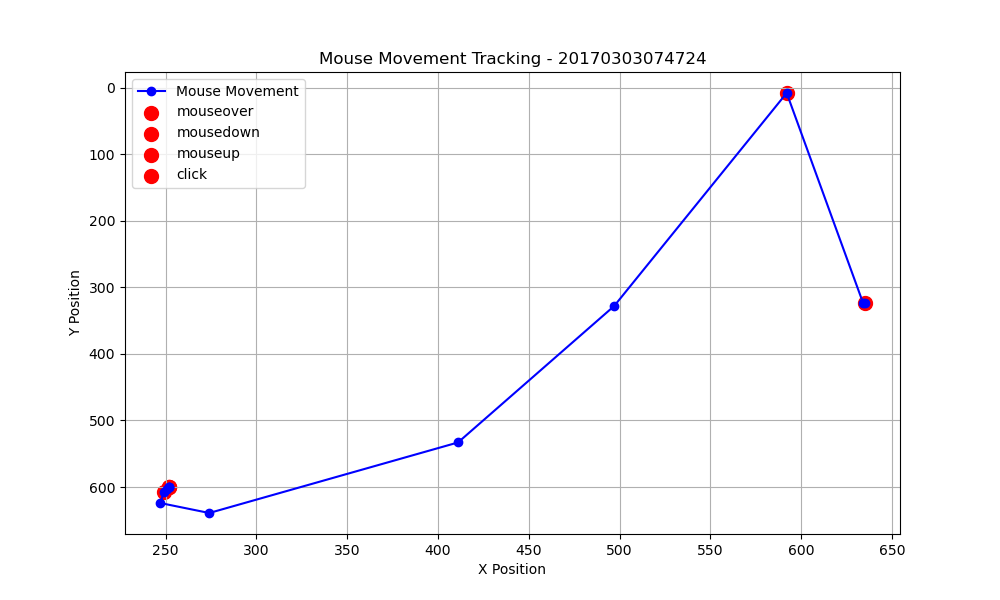 Mouse Movement Tracking - 20170303074724
Mouse Movement
mouseover
mousedown
mouseup
click
0
100
200
300
400
500
600
Y Position
250 300 350 400 450 500 550 600 650
X Position